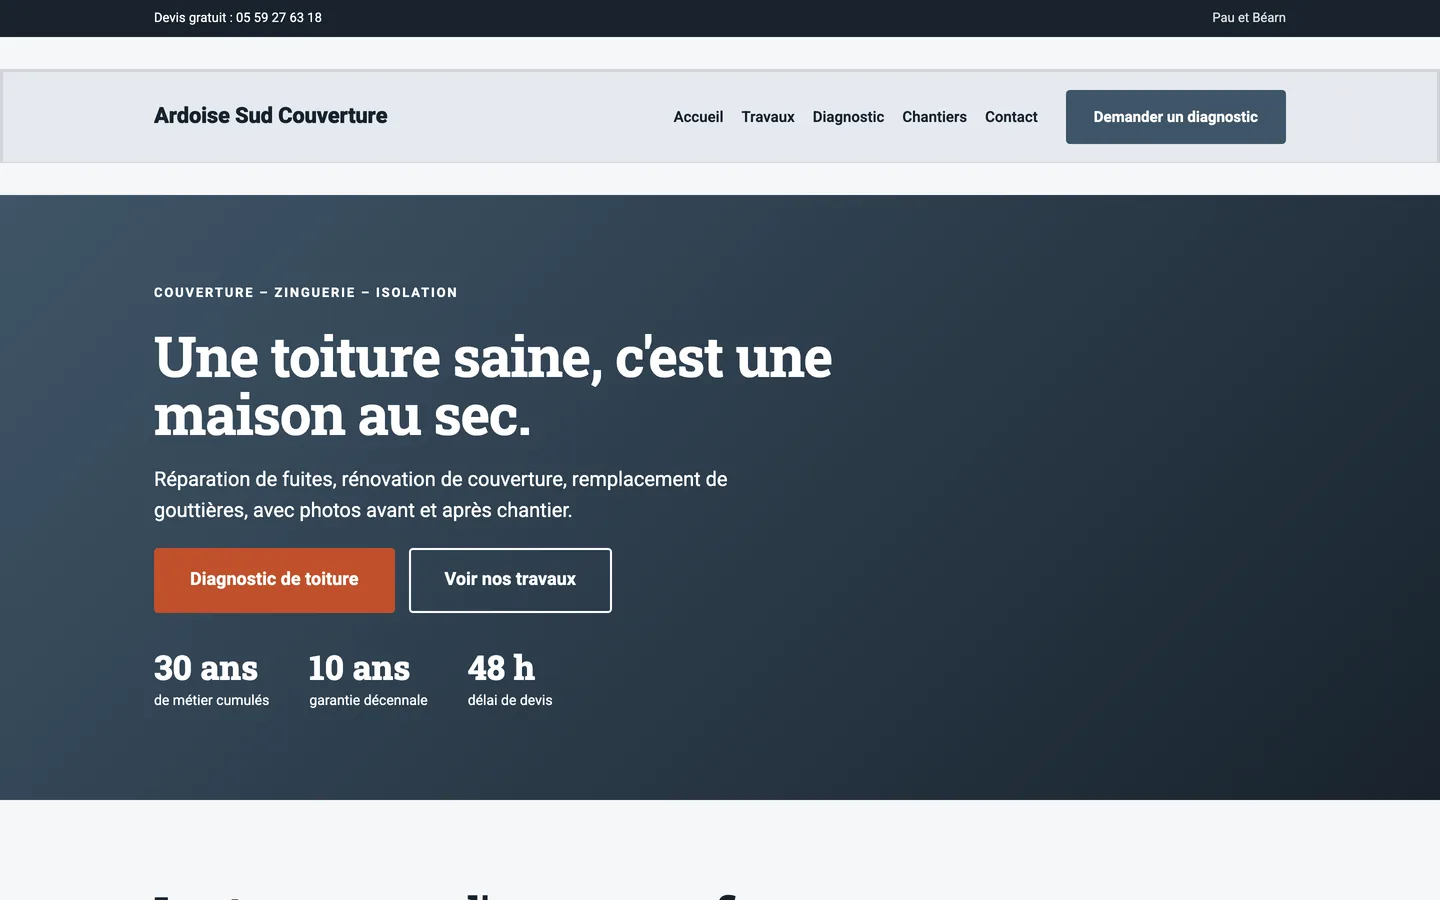 Devis gratuit : 05 59 27 63 18
Pau et Béarn
Ardoise Sud Couverture
Accueil Travaux Diagnostic Chantiers Contact Demander un diagnostic
COUVERTURE – ZINGUERIE – ISOLATION
Une toiture saine, c'est une
maison au sec.
Réparation de fuites, rénovation de couverture, remplacement de
gouttières, avec photos avant et après chantier.
Diagnostic de toiture
Voir nos travaux
30 ans
de métier cumulés
10 ans
garantie décennale
48 h
délai de devis